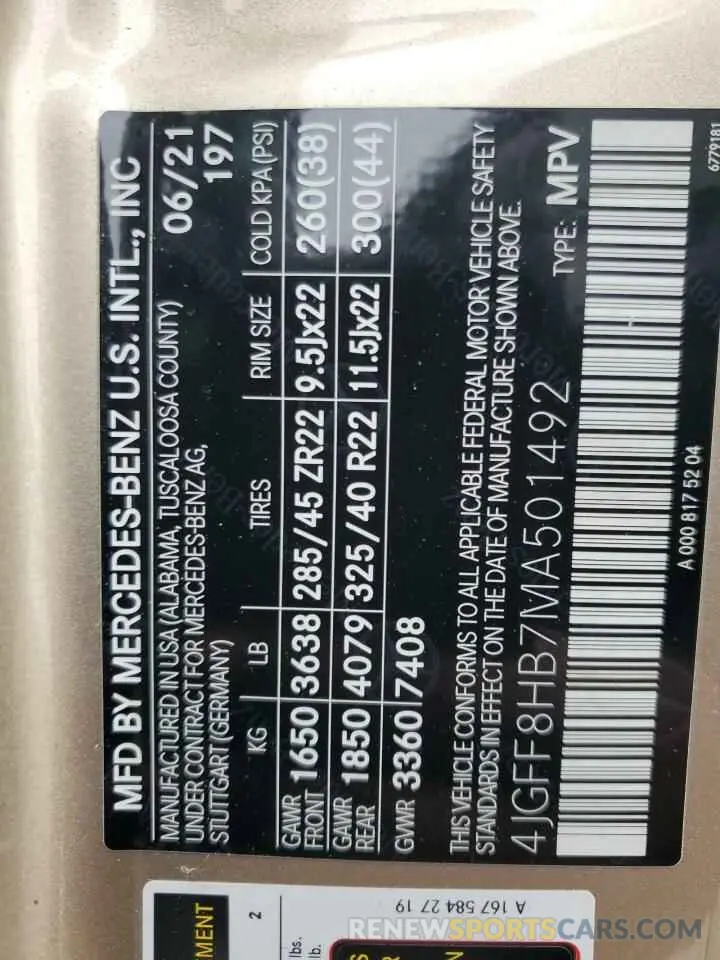 MFD BY MERCEDES-BENZ U.S. INTL., INC
MANUFACTURED IN USA (ALABAMA, TUSCALOOSA COUNTY) 06/21
UNDER CONTRACT FOR MERCEDES-BENZ AG, 197
STUTTGART (GERMANY)
KG LB TIRES RIM SIZE COLD KPA (PSI)
GAWR FRONT 1650 3638 285/45 ZR22 9.5Jx22 260(38)
GAWR REAR 1850 4079 325/40 R22 11.5Jx22 300(44)
GVWR 3360 7408
THIS VEHICLE CONFORMS TO ALL APPLICABLE FEDERAL MOTOR VEHICLE SAFETY
STANDARDS IN EFFECT ON THE DATE OF MANUFACTURE SHOWN ABOVE.
4JGFF8HB7MA501492 TYPE: MPV
A 000 817 52 04
6779181
A 167 584 27 19
2
lbs.
lb.
RENEWSPORTSCARS.COM